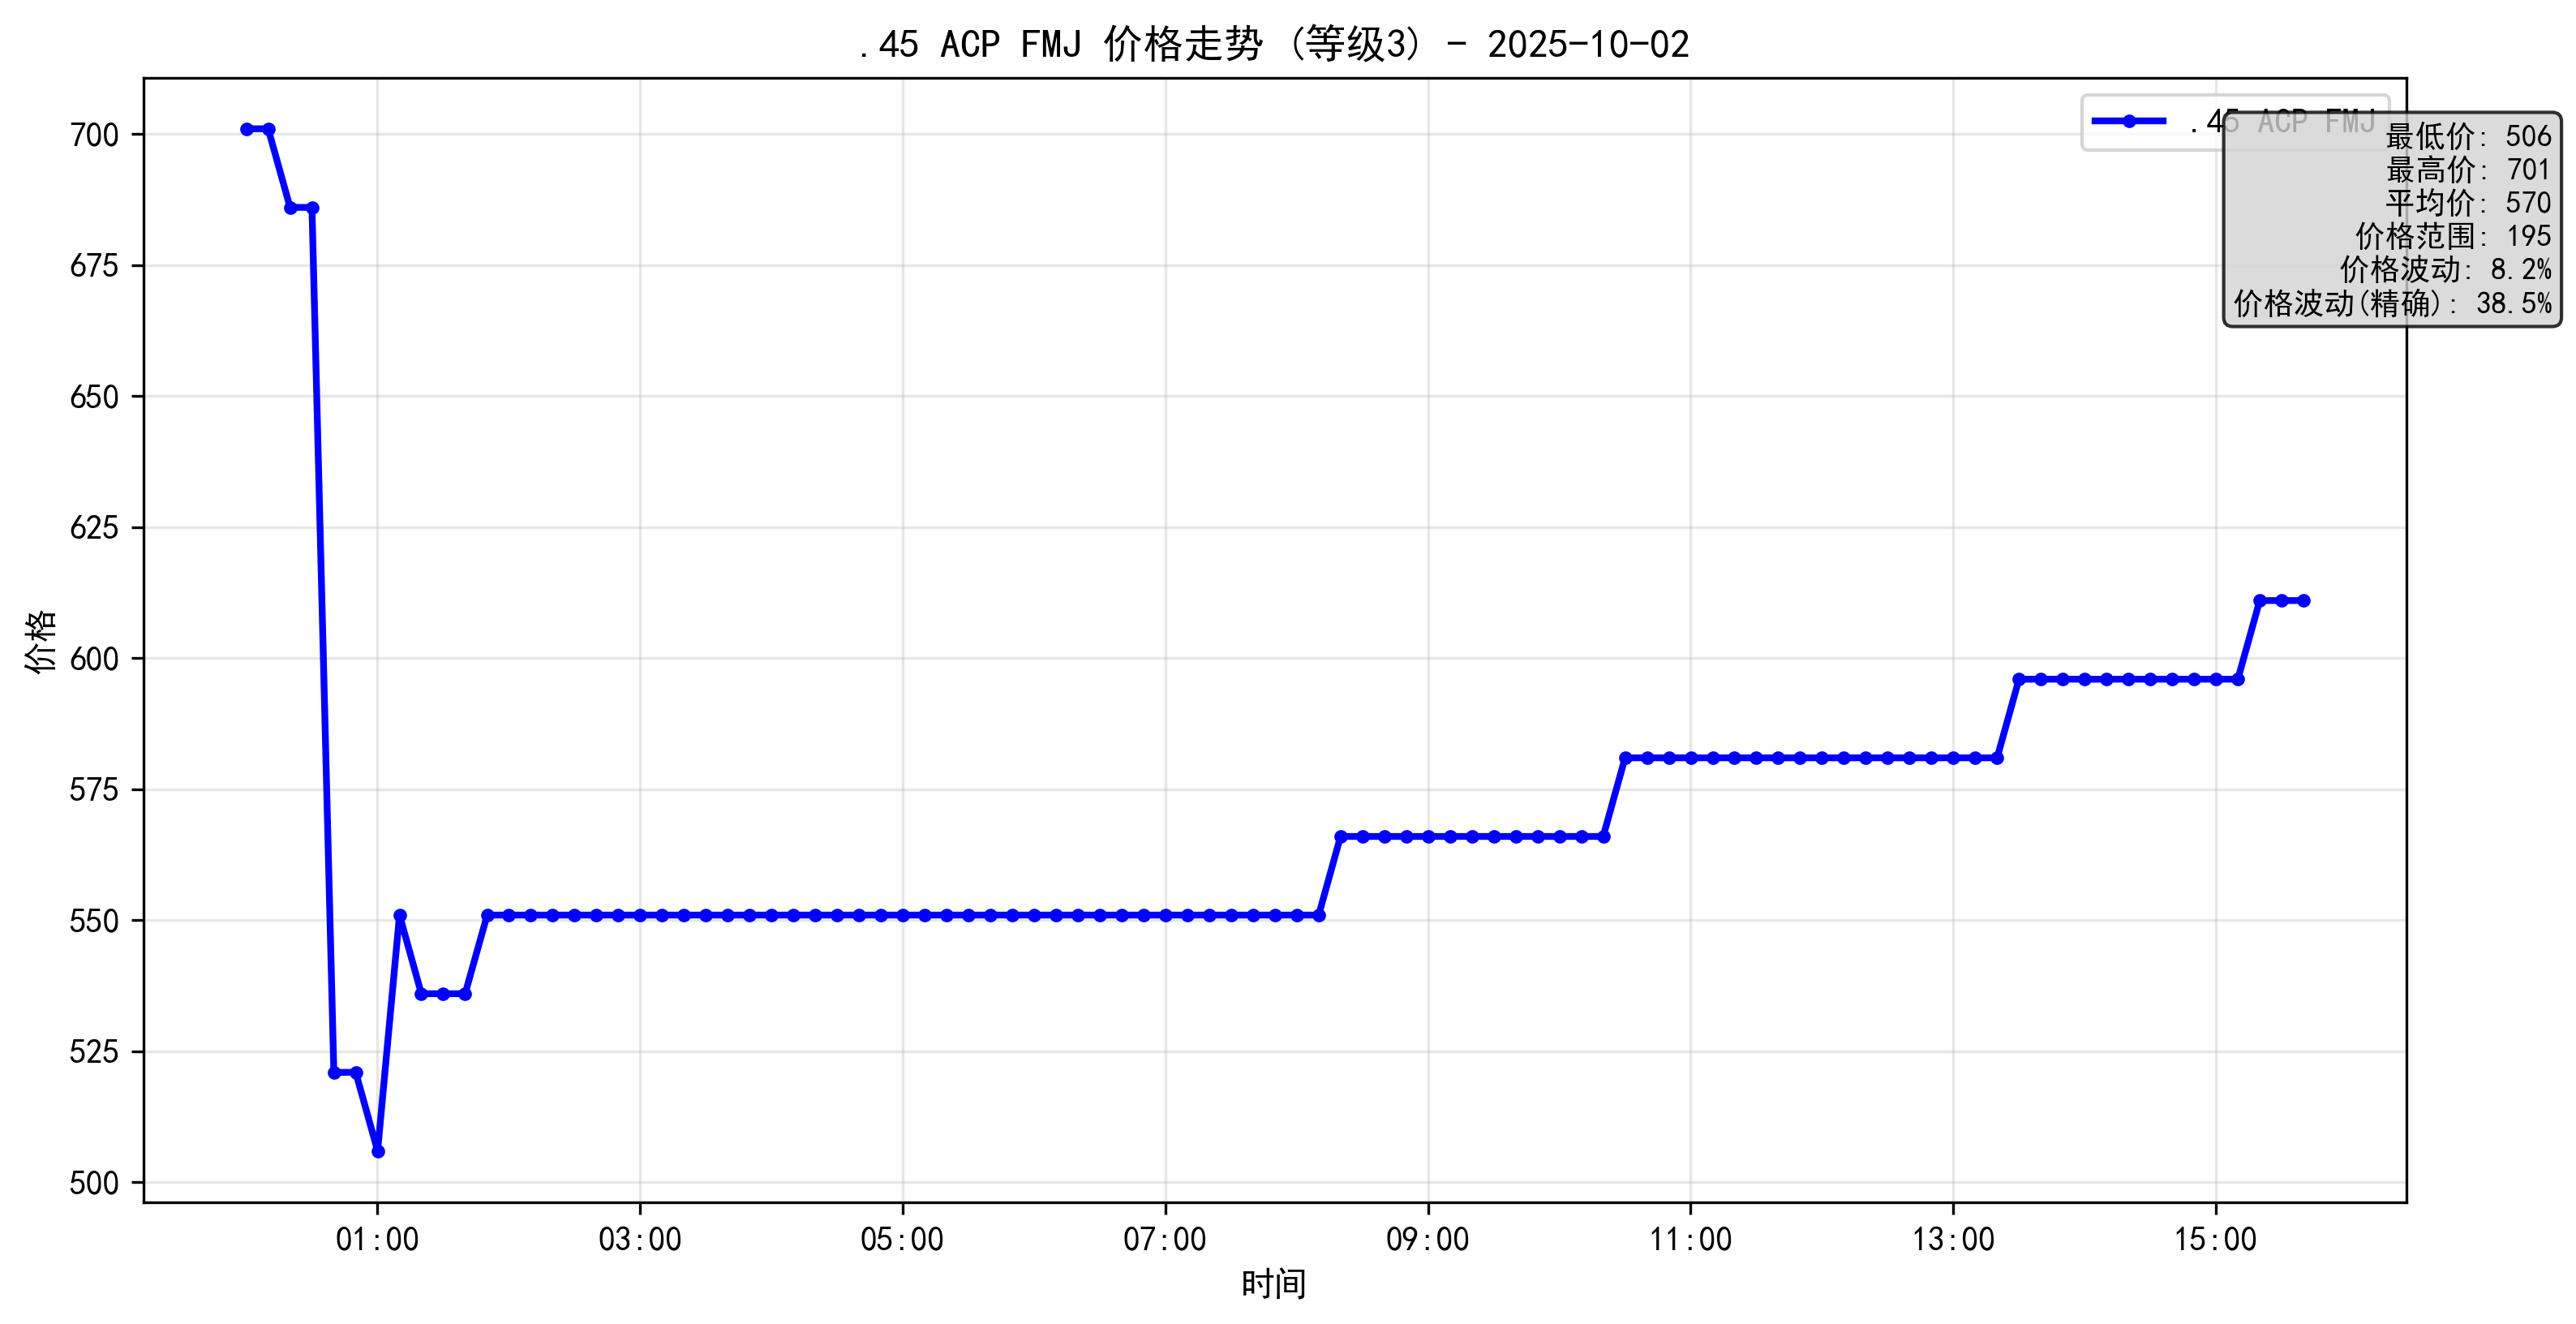 .45 ACP FMJ 价格走势 (等级3) - 2025-10-02
.45 ACP FMJ
最低价: 506
最高价: 701
平均价: 570
价格范围: 195
价格波动: 8.2%
价格波动(精确): 38.5%
价格
700
675
650
625
600
575
550
525
500
01:00 03:00 05:00 07:00 09:00 11:00 13:00 15:00
时间